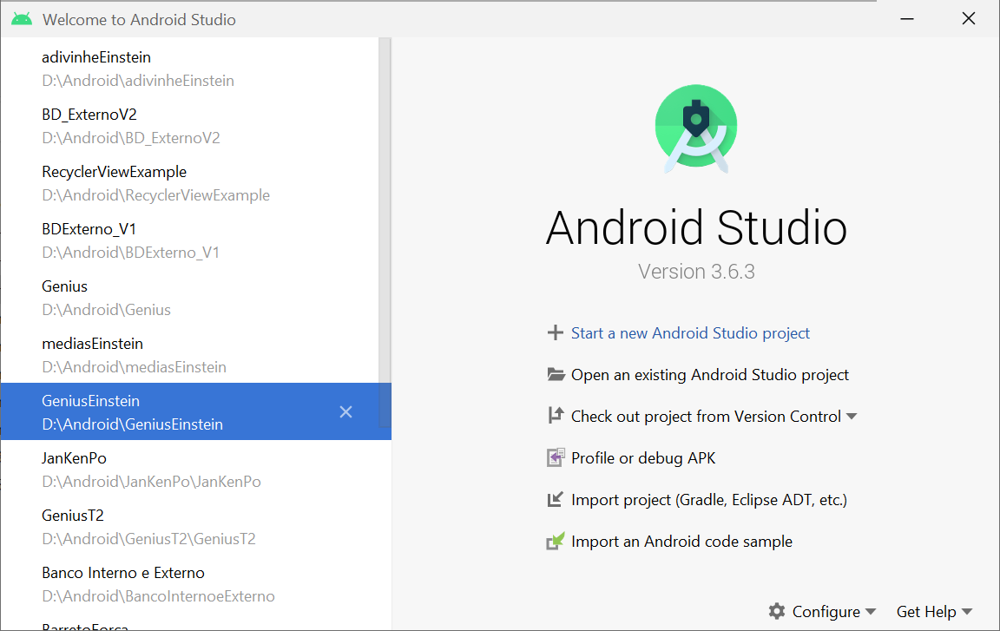 Welcome to Android Studio
adivinheEinstein
D:\Android\adivinheEinstein
BD_ExternoV2
D:\Android\BD_ExternoV2
RecyclerViewExample
D:\Android\RecyclerViewExample
BDExterno_V1
D:\Android\BDExterno_V1
Genius
D:\Android\Genius
mediasEinstein
D:\Android\mediasEinstein
GeniusEinstein
D:\Android\GeniusEinstein
JanKenPo
D:\Android\JanKenPo\JanKenPo
GeniusT2
D:\Android\GeniusT2\GeniusT2
Banco Interno e Externo
D:\Android\BancoInternoeExterno
BarretoForca
Android Studio
Version 3.6.3
Start a new Android Studio project
Open an existing Android Studio project
Check out project from Version Control
Profile or debug APK
Import project (Gradle, Eclipse ADT, etc.)
Import an Android code sample
Configure
Get Help